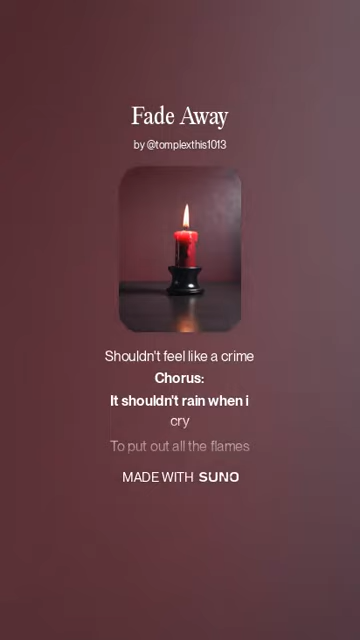 Fade Away
by @tomplexthis1013
Shouldn't feel like a crime
Chorus:
It shouldn't rain when i
cry
To put out all the flames
MADE WITH SUNO